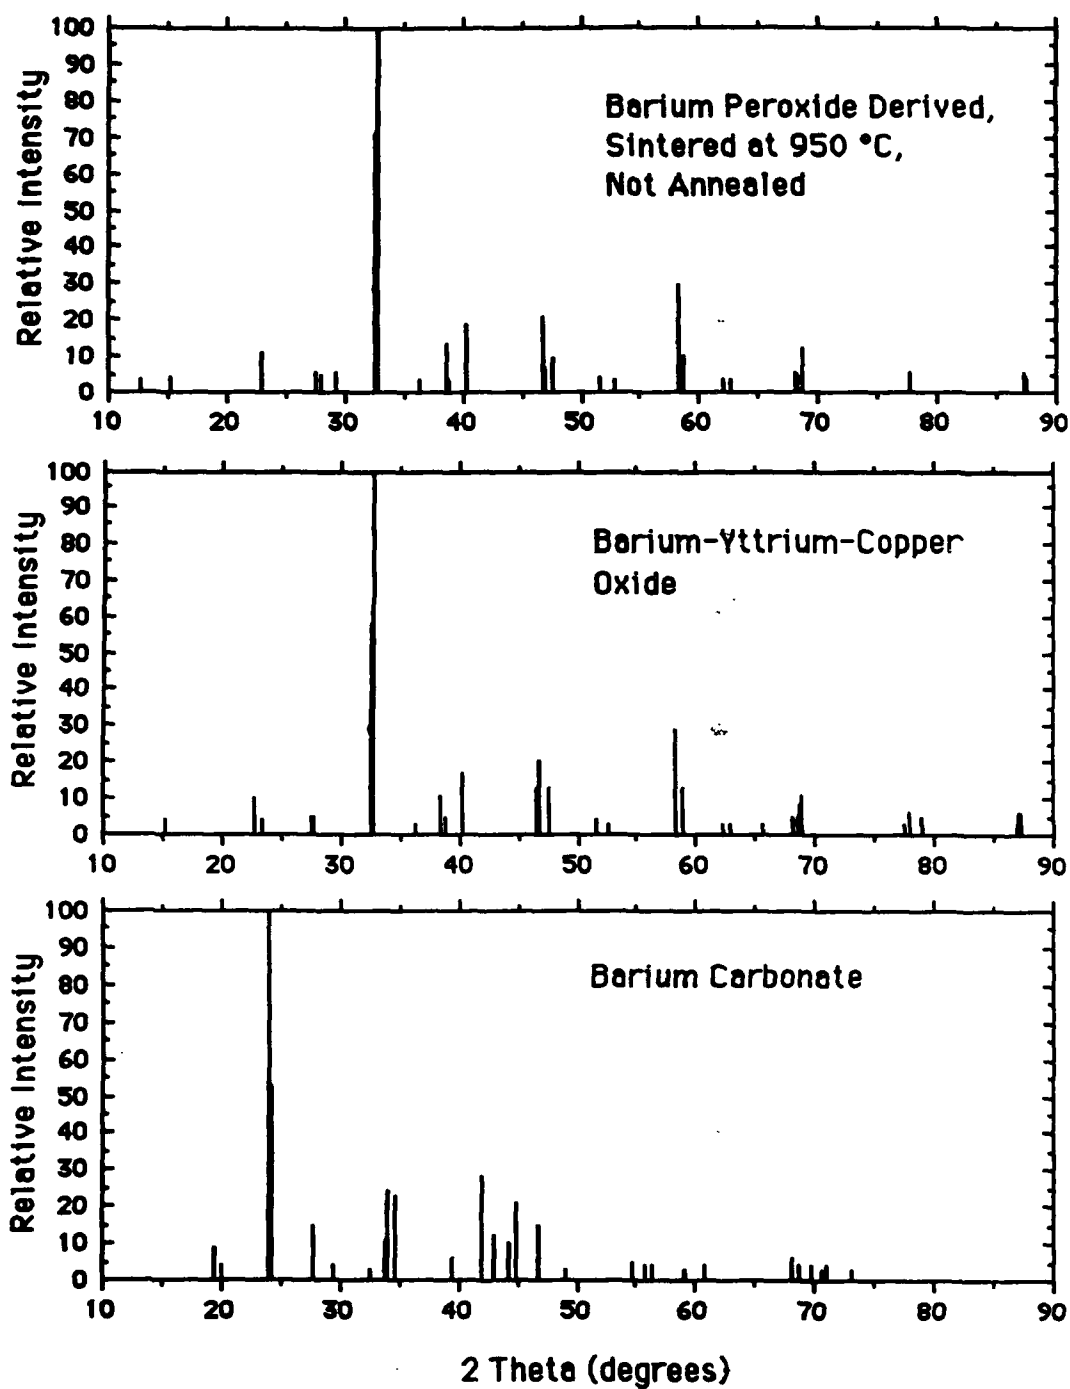 100
90
80
70
60
50
40
30
20
10
0
Relative Intensity
Barium Peroxide Derived,
Sintered at 950 °C,
Not Annealed
10 20 30 40 50 60 70 80 90
100
90
80
70
60
50
40
30
20
10
0
Relative Intensity
Barium-Yttrium-Copper
Oxide
10 20 30 40 50 60 70 80 90
100
90
80
70
60
50
40
30
20
10
0
Relative Intensity
Barium Carbonate
10 20 30 40 50 60 70 80 90
2 Theta (degrees)